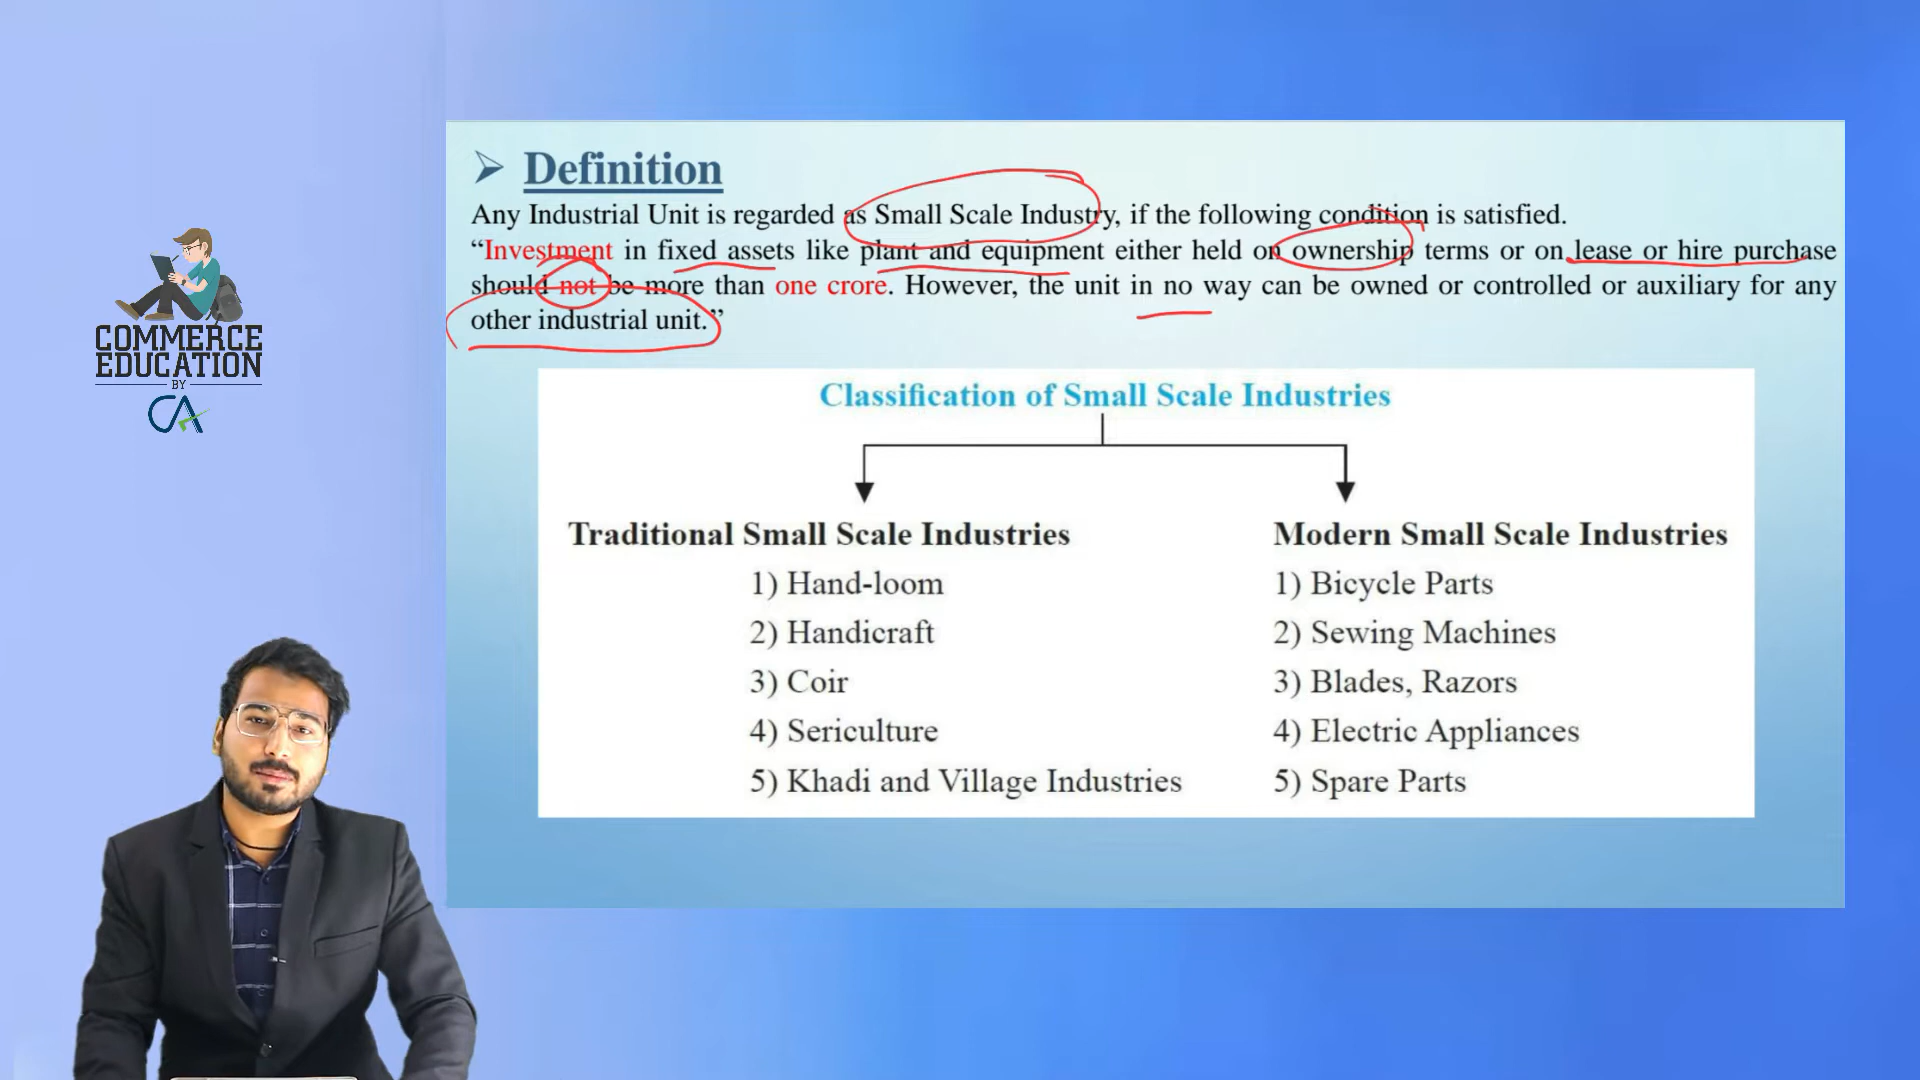 COMMERCE
EDUCATION
BY
CA
Definition
Any Industrial Unit is regarded as Small Scale Industry, if the following condition is satisfied.
“Investment in fixed assets like plant and equipment either held on ownership terms or on lease or hire purchase
should not be more than one crore. However, the unit in no way can be owned or controlled or auxiliary for any
other industrial unit.”
Classification of Small Scale Industries
Traditional Small Scale Industries
1) Hand-loom
2) Handicraft
3) Coir
4) Sericulture
5) Khadi and Village Industries
Modern Small Scale Industries
1) Bicycle Parts
2) Sewing Machines
3) Blades, Razors
4) Electric Appliances
5) Spare Parts